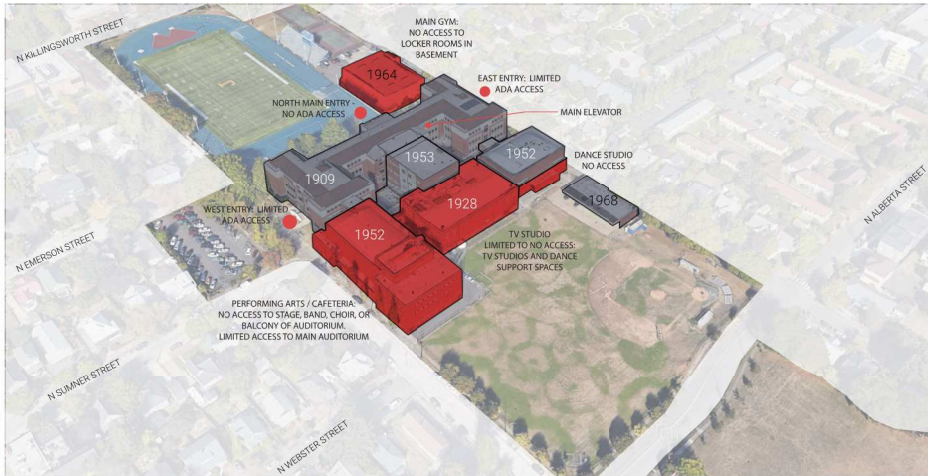 N KILLINGSWORTH STREET
MAIN GYM:
NO ACCESS TO
LOCKER ROOMS IN
BASEMENT
1964
EAST ENTRY: LIMITED
ADA ACCESS
NORTH MAIN ENTRY -
NO ADA ACCESS
MAIN ELEVATOR
1953
1952
DANCE STUDIO
NO ACCESS
1909
1928
1968
WEST ENTRY: LIMITED
ADA ACCESS
1952
TV STUDIO
LIMITED TO NO ACCESS:
TV STUDIOS AND DANCE
SUPPORT SPACES
N ALBERTA STREET
N EMERSON STREET
PERFORMING ARTS / CAFETERIA:
NO ACCESS TO STAGE, BAND, CHOIR, OR
BALCONY OF AUDITORIUM.
LIMITED ACCESS TO MAIN AUDITORIUM
N SUMNER STREET
N WEBSTER STREET